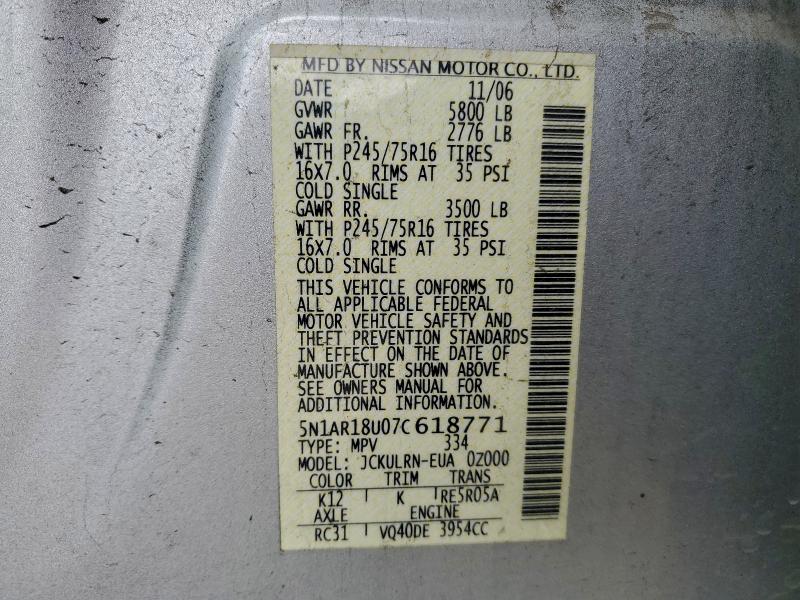 MFD BY NISSAN MOTOR CO., LTD.
DATE 11/06
GVWR 5800 LB
GAWR FR. 2776 LB
WITH P245/75R16 TIRES
16X7.0 RIMS AT 35 PSI
COLD SINGLE
GAWR RR. 3500 LB
WITH P245/75R16 TIRES
16X7.0 RIMS AT 35 PSI
COLD SINGLE
THIS VEHICLE CONFORMS TO
ALL APPLICABLE FEDERAL
MOTOR VEHICLE SAFETY AND
THEFT PREVENTION STANDARDS
IN EFFECT ON THE DATE OF
MANUFACTURE SHOWN ABOVE.
SEE OWNERS MANUAL FOR
ADDITIONAL INFORMATION.
5N1AR18U07C618771
TYPE: MPV 334
MODEL: JCKULRN-EUA 0Z000
COLOR TRIM TRANS
K12 K RE5R05A
AXLE ENGINE
RC31 VQ40DE 3954CC